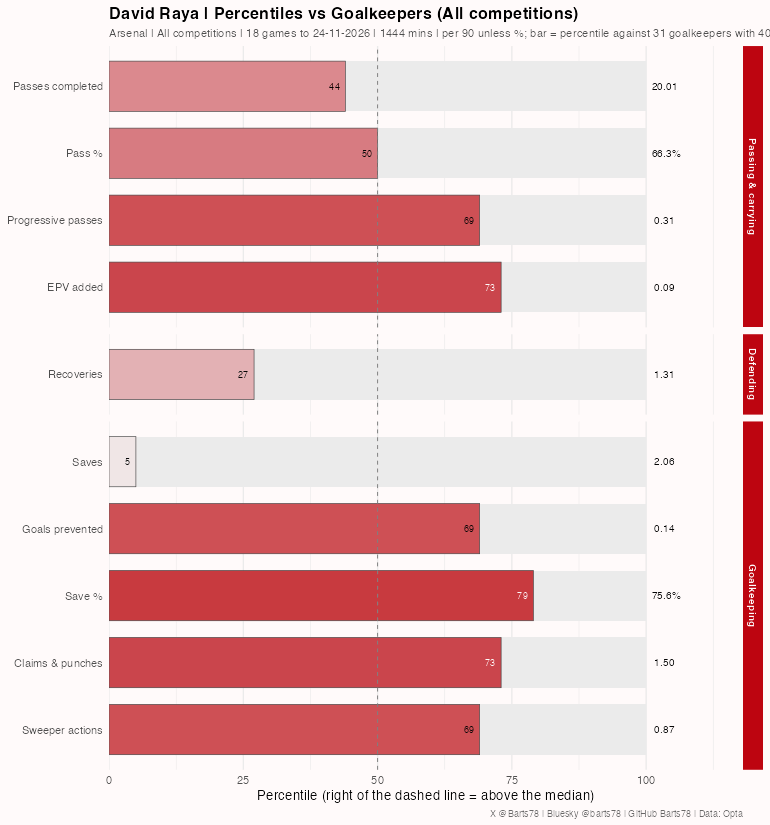 David Raya | Percentiles vs Goalkeepers (All competitions)
Arsenal | All competitions | 18 games to 24-11-2026 | 1444 mins | per 90 unless %; bar = percentile against 31 goalkeepers with 40
Passes completed 44 20.01
Pass % 50 66.3%
Progressive passes 69 0.31
EPV added 73 0.09
Passing & carrying
Recoveries 27 1.31
Defending
Saves 5 2.06
Goals prevented 69 0.14
Save % 79 75.6%
Claims & punches 73 1.50
Sweeper actions 69 0.87
Goalkeeping
0 25 50 75 100
Percentile (right of the dashed line = above the median)
X @Barts78 | Bluesky @barts78 | GitHub Barts78 | Data: Opta